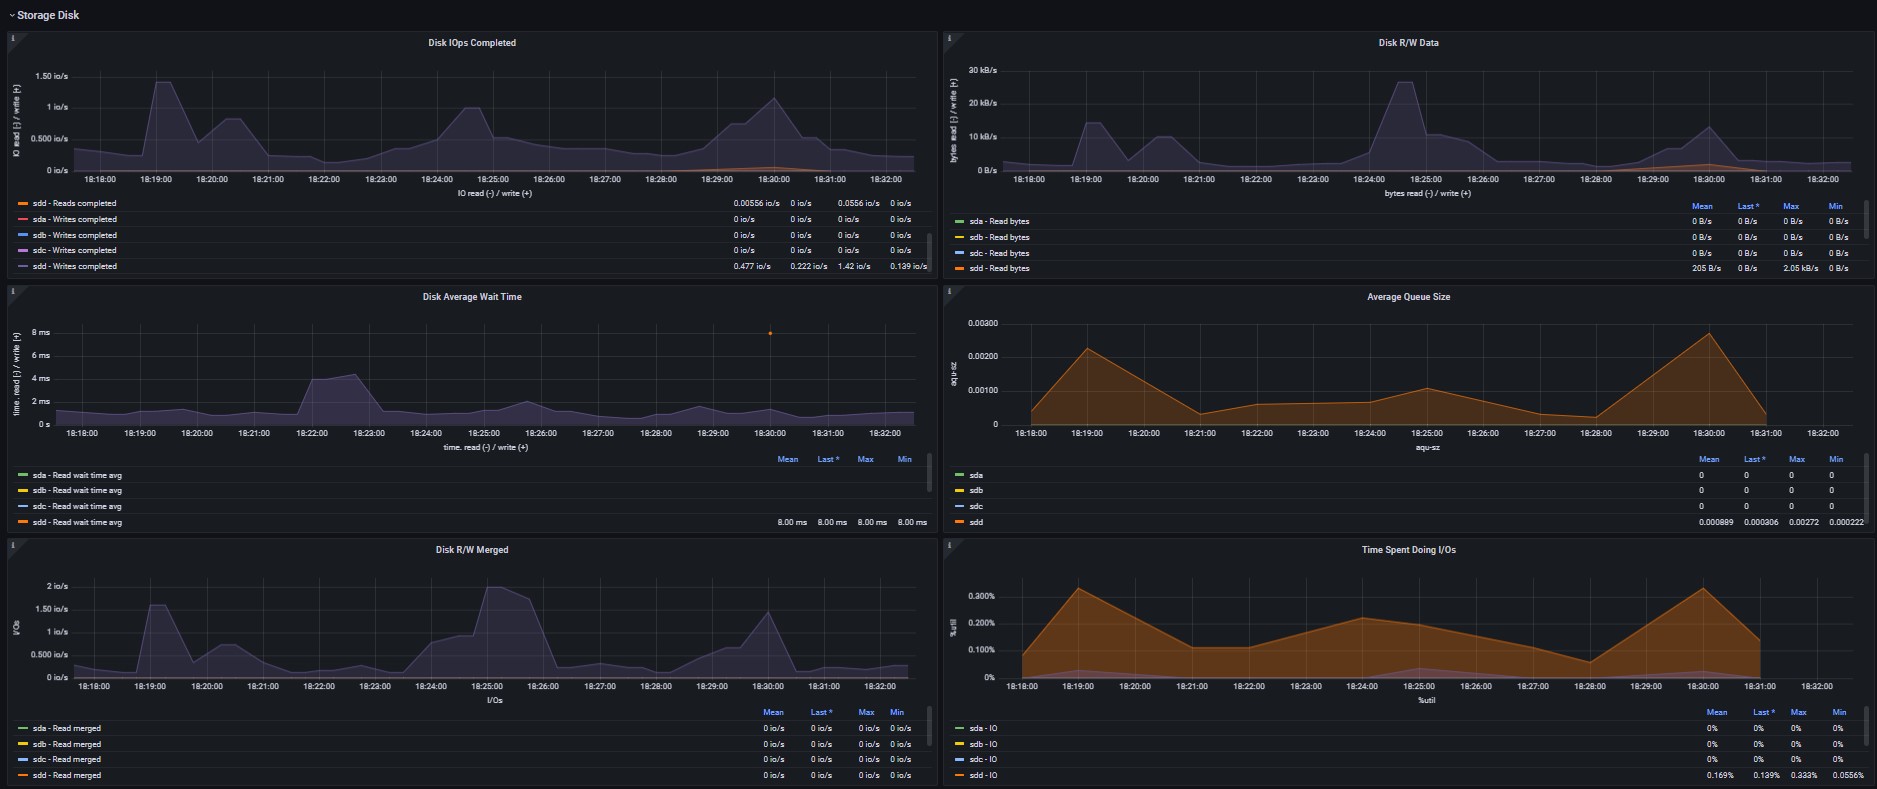 Storage Disk
Disk IOps Completed
IO read (-) / write (+)
1.50 io/s
1 io/s
0.500 io/s
0 io/s
18:18:00 18:19:00 18:20:00 18:21:00 18:22:00 18:23:00 18:24:00 18:25:00 18:26:00 18:27:00 18:28:00 18:29:00 18:30:00 18:31:00 18:32:00
IO read (-) / write (+)
sdd - Reads completed 0.00556 io/s 0 io/s 0.0556 io/s 0 io/s
sda - Writes completed 0 io/s 0 io/s 0 io/s 0 io/s
sdb - Writes completed 0 io/s 0 io/s 0 io/s 0 io/s
sdc - Writes completed 0 io/s 0 io/s 0 io/s 0 io/s
sdd - Writes completed 0.477 io/s 0.222 io/s 1.42 io/s 0.139 io/s
Disk R/W Data
bytes read (-) / write (+)
30 kB/s
20 kB/s
10 kB/s
0 B/s
18:18:00 18:19:00 18:20:00 18:21:00 18:22:00 18:23:00 18:24:00 18:25:00 18:26:00 18:27:00 18:28:00 18:29:00 18:30:00 18:31:00 18:32:00
bytes read (-) / write (+)
Mean Last * Max Min
sda - Read bytes 0 B/s 0 B/s 0 B/s 0 B/s
sdb - Read bytes 0 B/s 0 B/s 0 B/s 0 B/s
sdc - Read bytes 0 B/s 0 B/s 0 B/s 0 B/s
sdd - Read bytes 205 B/s 0 B/s 2.05 kB/s 0 B/s
Disk Average Wait Time
time. read (-) / write (+)
8 ms
6 ms
4 ms
2 ms
0 s
18:18:00 18:19:00 18:20:00 18:21:00 18:22:00 18:23:00 18:24:00 18:25:00 18:26:00 18:27:00 18:28:00 18:29:00 18:30:00 18:31:00 18:32:00
time. read (-) / write (+)
Mean Last * Max Min
sda - Read wait time avg
sdb - Read wait time avg
sdc - Read wait time avg
sdd - Read wait time avg 8.00 ms 8.00 ms 8.00 ms 8.00 ms
Average Queue Size
aqu-sz
0.00300
0.00200
0.00100
0
18:18:00 18:19:00 18:20:00 18:21:00 18:22:00 18:23:00 18:24:00 18:25:00 18:26:00 18:27:00 18:28:00 18:29:00 18:30:00 18:31:00 18:32:00
aqu-sz
Mean Last * Max Min
sda 0 0 0 0
sdb 0 0 0 0
sdc 0 0 0 0
sdd 0.000889 0.000306 0.00272 0.000222
Disk R/W Merged
I/Os
2 io/s
1.50 io/s
1 io/s
0.500 io/s
0 io/s
18:18:00 18:19:00 18:20:00 18:21:00 18:22:00 18:23:00 18:24:00 18:25:00 18:26:00 18:27:00 18:28:00 18:29:00 18:30:00 18:31:00 18:32:00
I/Os
Mean Last * Max Min
sda - Read merged 0 io/s 0 io/s 0 io/s 0 io/s
sdb - Read merged 0 io/s 0 io/s 0 io/s 0 io/s
sdc - Read merged 0 io/s 0 io/s 0 io/s 0 io/s
sdd - Read merged 0 io/s 0 io/s 0 io/s 0 io/s
Time Spent Doing I/Os
%util
0.300%
0.200%
0.100%
0%
18:18:00 18:19:00 18:20:00 18:21:00 18:22:00 18:23:00 18:24:00 18:25:00 18:26:00 18:27:00 18:28:00 18:29:00 18:30:00 18:31:00 18:32:00
%util
Mean Last * Max Min
sda - IO 0% 0% 0% 0%
sdb - IO 0% 0% 0% 0%
sdc - IO 0% 0% 0% 0%
sdd - IO 0.169% 0.139% 0.333% 0.0556%